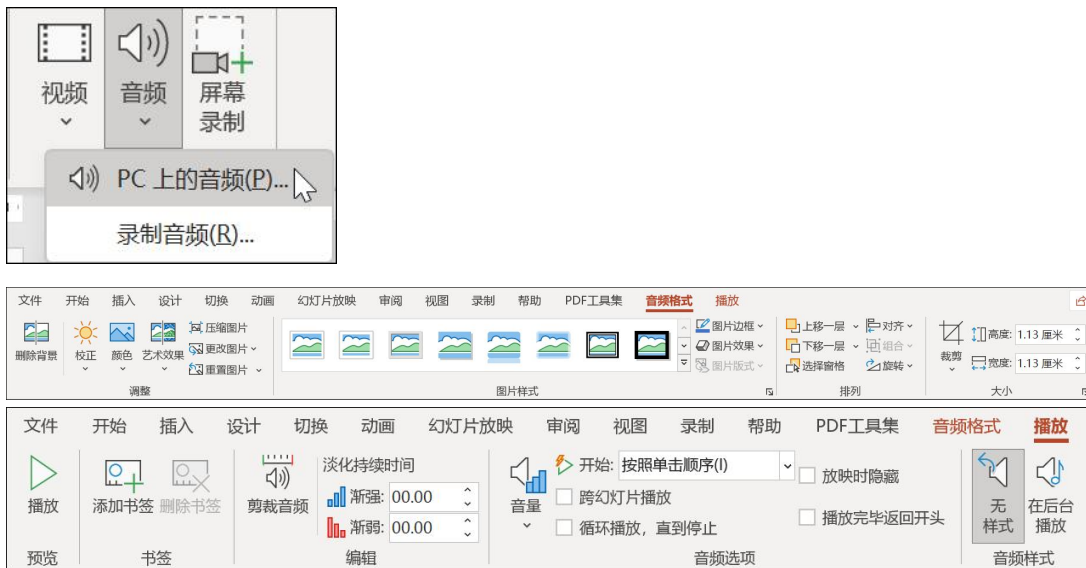 视频 音频 屏幕
录制
PC 上的音频(P)...
录制音频(R)...
文件 开始 插入 设计 切换 动画 幻灯片放映 审阅 视图 录制 帮助 PDF工具集 音频格式 播放
压缩图片 图片边框 上移一层 对齐 高度: 1.13 厘米
删除背景 校正 颜色 艺术效果 更改图片 图片效果 下移一层 组合 裁剪
重置图片 图片版式 选择窗格 旋转 宽度: 1.13 厘米
调整 图片样式 排列 大小
文件 开始 插入 设计 切换 动画 幻灯片放映 审阅 视图 录制 帮助 PDF工具集 音频格式 播放
淡化持续时间 开始: 按照单击顺序(I) 放映时隐藏
播放 添加书签 删除书签 剪裁音频 渐强: 00.00 音量 跨幻灯片播放 无
样式 在后台
播放
渐弱: 00.00 循环播放，直到停止 播放完毕返回开头
预览 书签 编辑 音频选项 音频样式